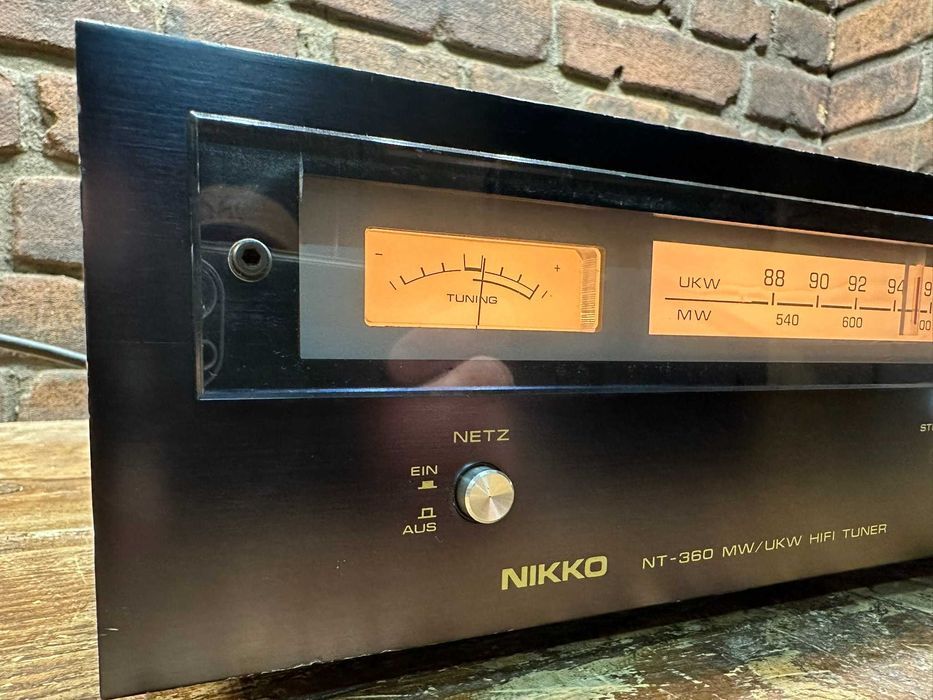 - +
TUNING
UKW 88 90 92 94
MW 540 600
NETZ
EIN
AUS
NIKKO NT-360 MW/UKW HIFI TUNER